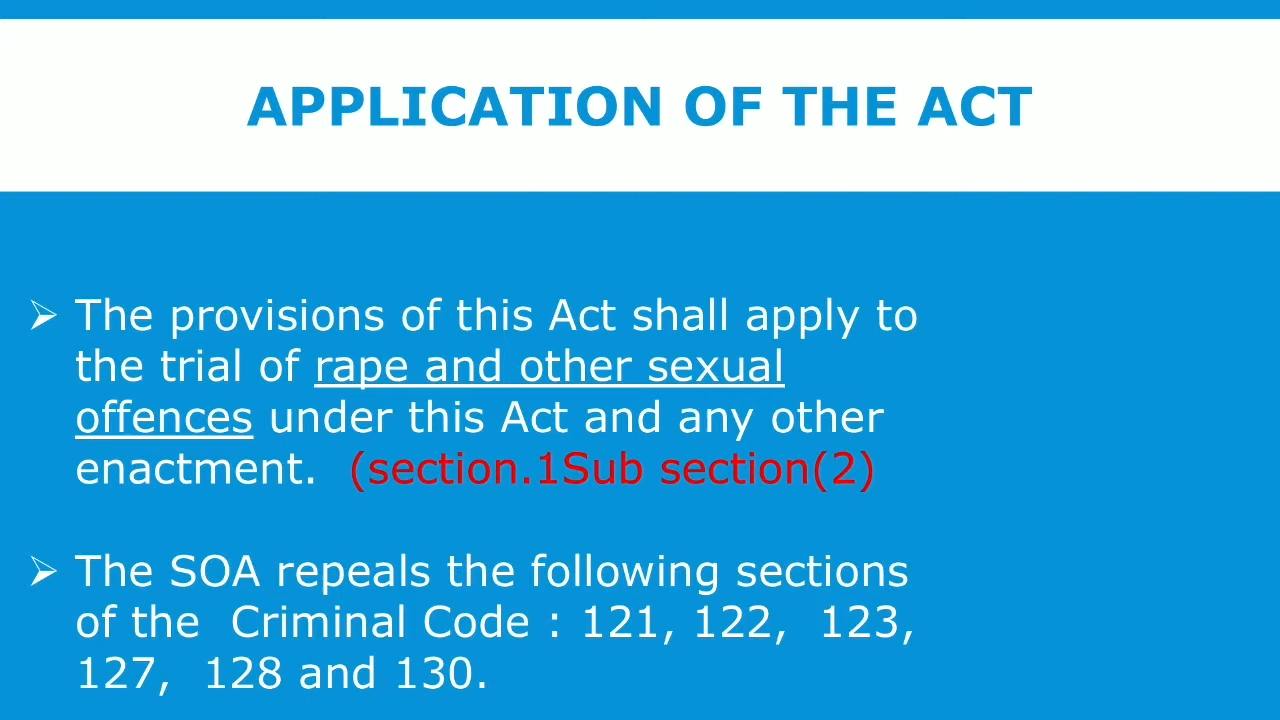 APPLICATION OF THE ACT
➢ The provisions of this Act shall apply to
the trial of rape and other sexual
offences under this Act and any other
enactment.  (section.1Sub section(2)
➢ The SOA repeals the following sections
of the  Criminal Code : 121, 122,  123,
127,  128 and 130.